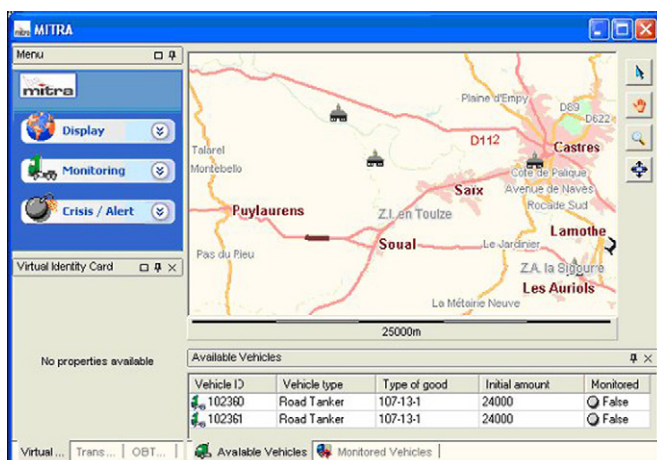 MITRA
Menu
mitra
Display
Monitoring
Crisis / Alert
Virtual Identity Card
No properties available
Virtual ... Trans... OBT...
Plaine d'Empy
D89
D622
D112
Castres
Talarel
Montebello
Côte de Palique
Saix
Avenue de Naves
Puylaurens
Z.I. en Toulze
Rocade Sud
Lamothe
Soual
Le Jardinier
Pas du Rieu
Z.A. la Sigourre
Les Auriols
La Métairie Neuve
25000m
Available Vehicles
Vehicle ID Vehicle type Type of good Initial amount Monitored
102360 Road Tanker 107-13-1 24000 False
102361 Road Tanker 107-13-1 24000 False
Available Vehicles Monitored Vehicles